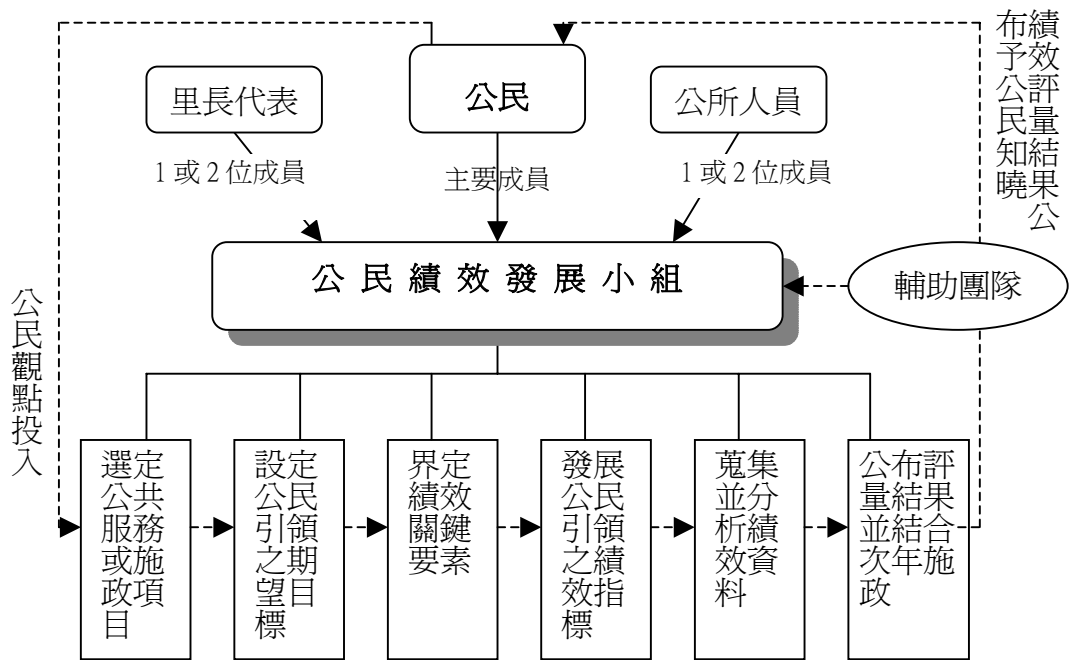 績效評量結果公
布予公民知曉
公民
里長代表
公所人員
1 或 2 位成員
主要成員
1 或 2 位成員
公民績效發展小組
輔助團隊
公民觀點投入
選定
公共
服務
或施
政項
目
設定
公民
引領
之期
望目
標
界定
績效
關鍵
要素
發展
公民
引領
之績
效指
標
蒐集
並分
析績
效資
料
公布評
量結果
並結合
次年施
政